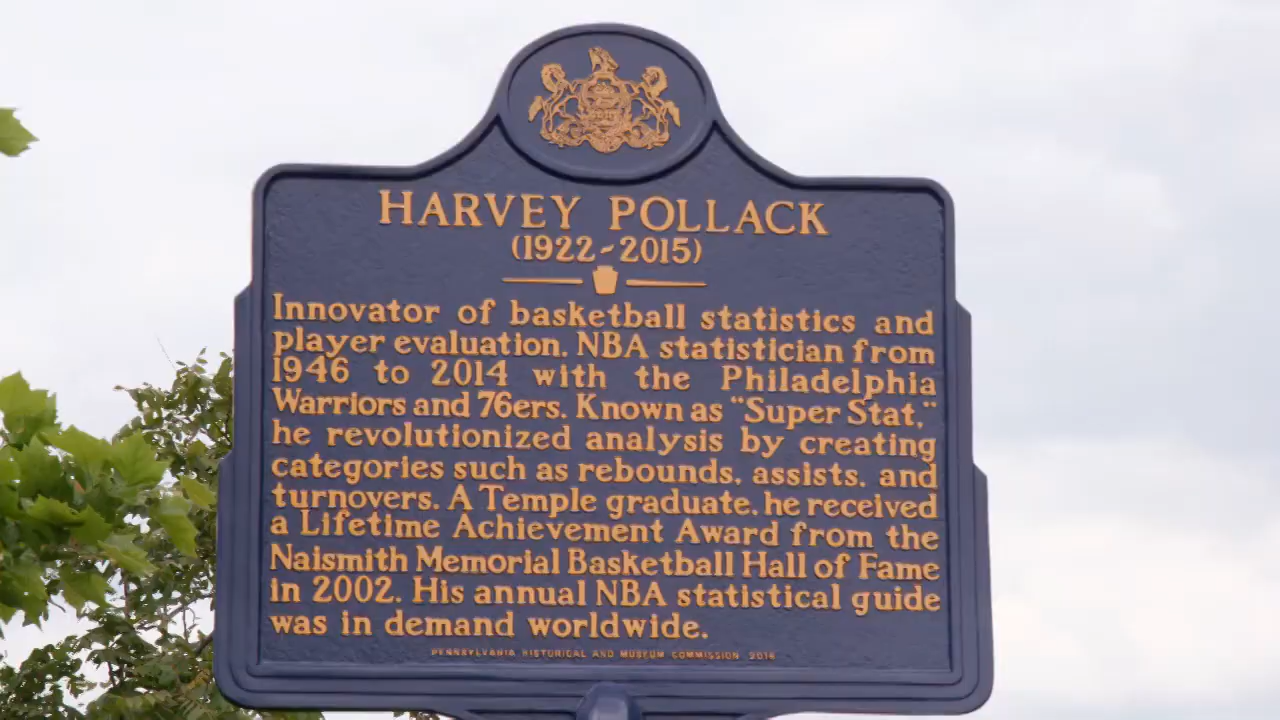 HARVEY POLLACK
(1922-2015)
Innovator of basketball statistics and
player evaluation. NBA statistician from
1946 to 2014 with the Philadelphia
Warriors and 76ers. Known as “Super Stat,”
he revolutionized analysis by creating
categories such as rebounds, assists, and
turnovers. A Temple graduate, he received
a Lifetime Achievement Award from the
Naismith Memorial Basketball Hall of Fame
in 2002. His annual NBA statistical guide
was in demand worldwide.
PENNSYLVANIA HISTORICAL AND MUSEUM COMMISSION 2016